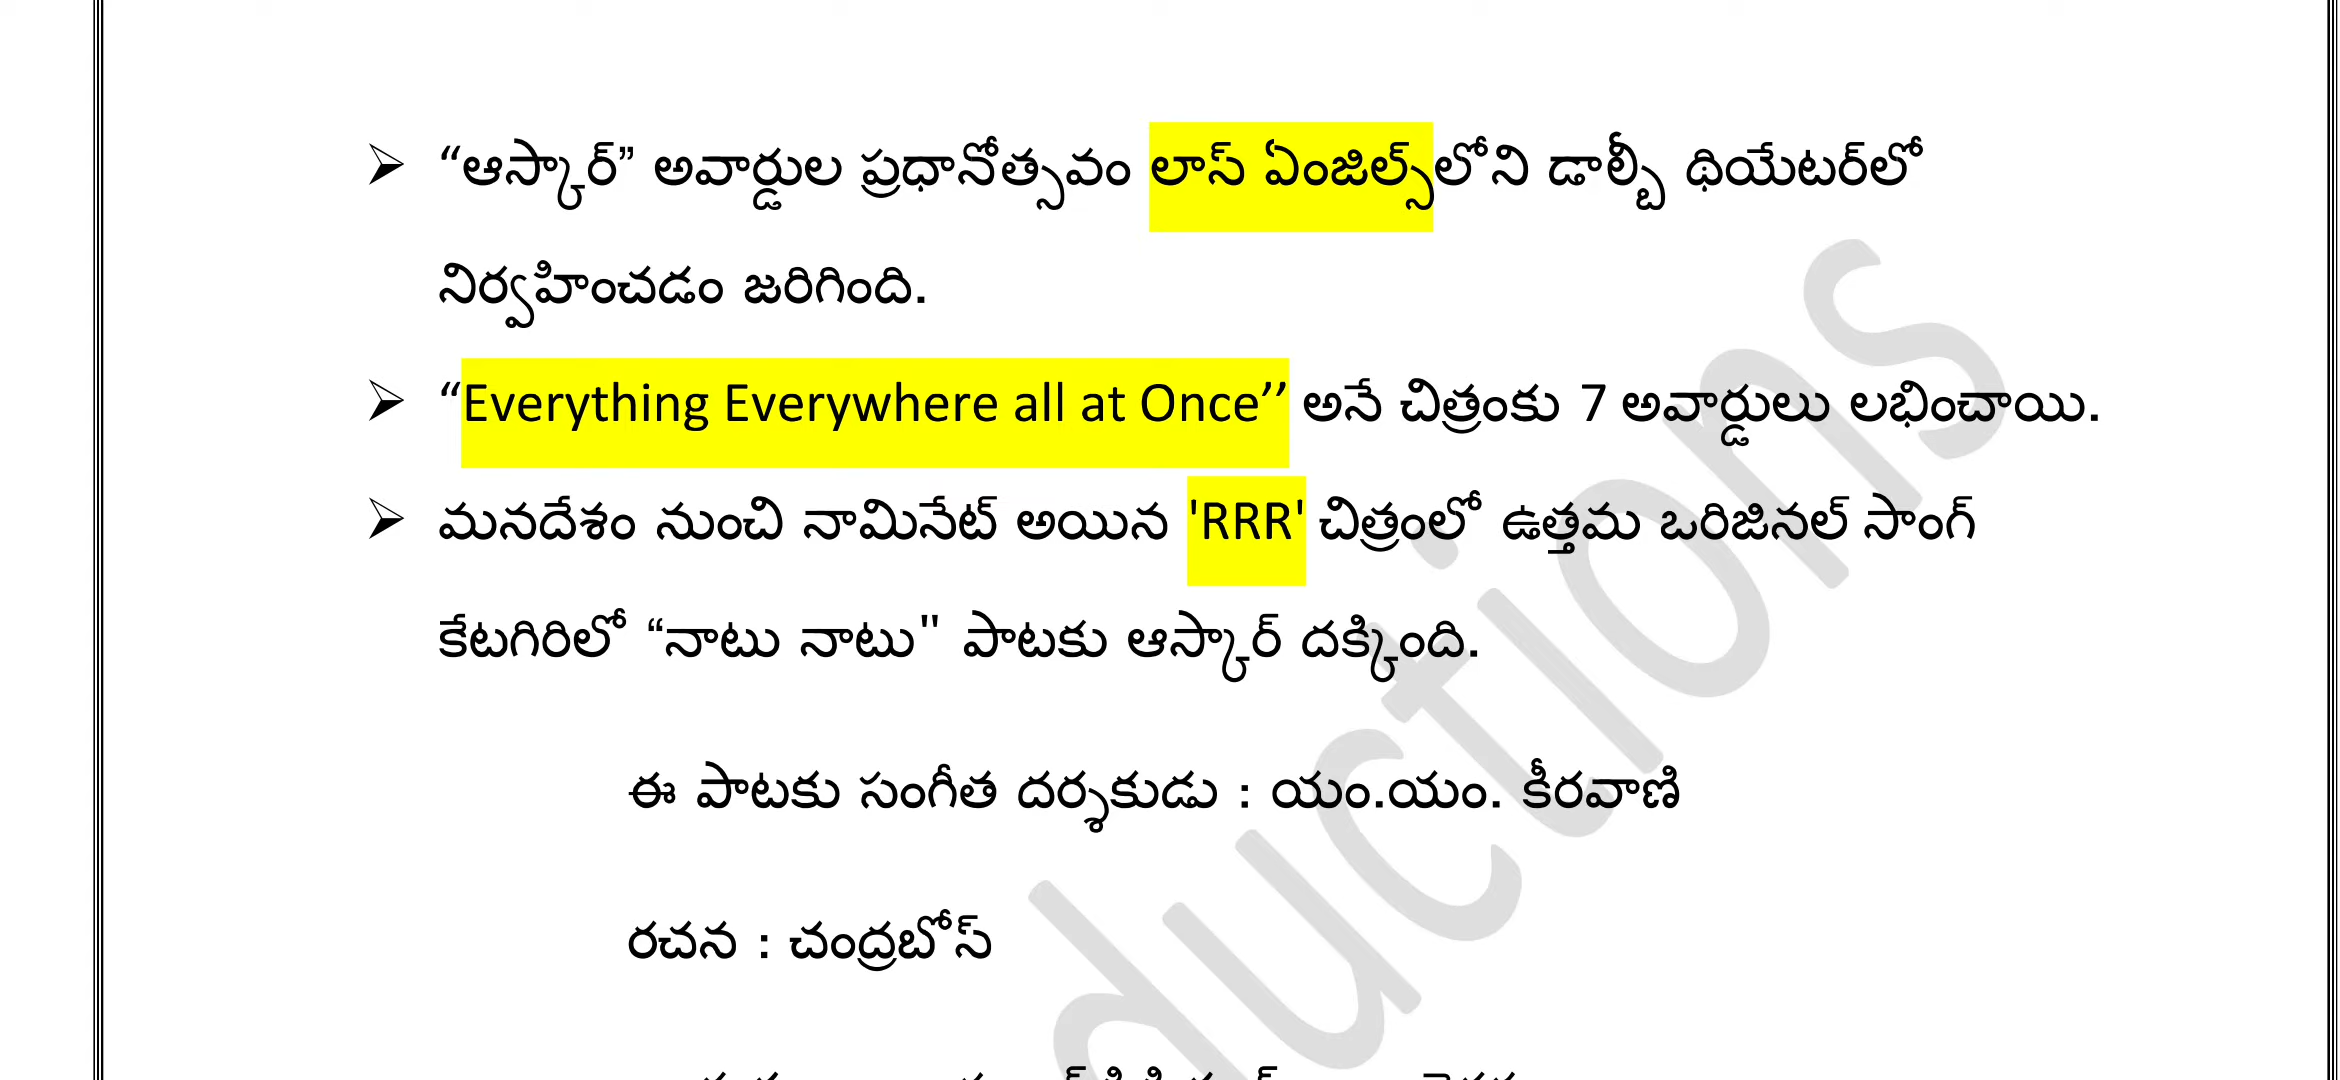 ➢ “ఆస్కార్” అవార్డుల ప్రధానోత్సవం లాస్ ఏంజిల్స్‌లోని డాల్బీ థియేటర్‌లో
నిర్వహించడం జరిగింది.
➢ “Everything Everywhere all at Once’’ అనే చిత్రంకు 7 అవార్డులు లభించాయి.
➢ మనదేశం నుంచి నామినేట్ అయిన 'RRR' చిత్రంలో ఉత్తమ ఒరిజినల్ సాంగ్
కేటగిరిలో “నాటు నాటు" పాటకు ఆస్కార్ దక్కింది.
ఈ పాటకు సంగీత దర్శకుడు : యం.యం. కీరవాణి
రచన : చంద్రబోస్
ductions